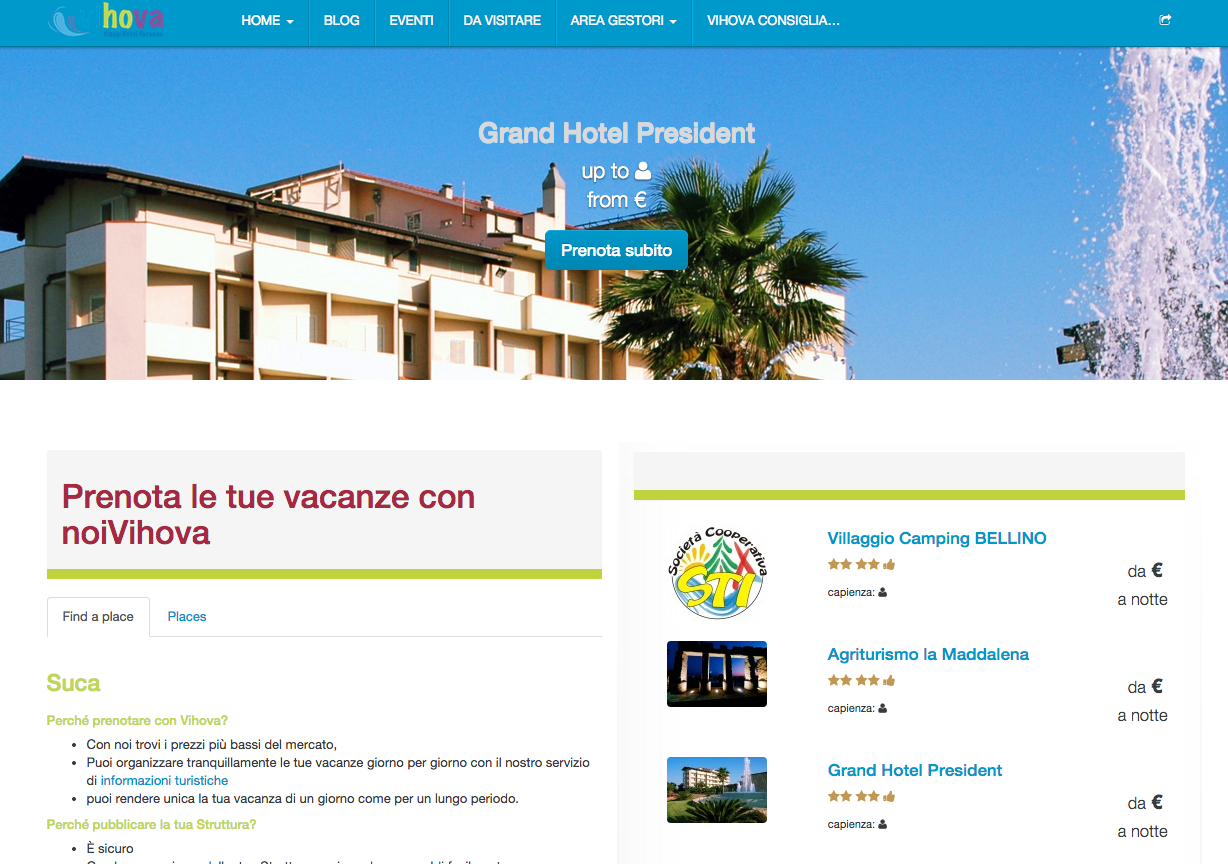 hova
HOME
BLOG
EVENTI
DA VISITARE
AREA GESTORI
VIHOVA CONSIGLIA...
Grand Hotel President
up to
from €
Prenota subito
Prenota le tue vacanze con
noiVihova
Find a place
Places
Suca
Perché prenotare con Vihova?
Con noi trovi i prezzi più bassi del mercato,
Puoi organizzare tranquillamente le tue vacanze giorno per giorno con il nostro servizio
di informazioni turistiche
puoi rendere unica la tua vacanza di un giorno come per un lungo periodo.
Perché pubblicare la tua Struttura?
È sicuro
Società Cooperativa
STI
Villaggio Camping BELLINO
capienza:
da €
a notte
Agriturismo la Maddalena
capienza:
da €
a notte
Grand Hotel President
capienza:
da €
a notte